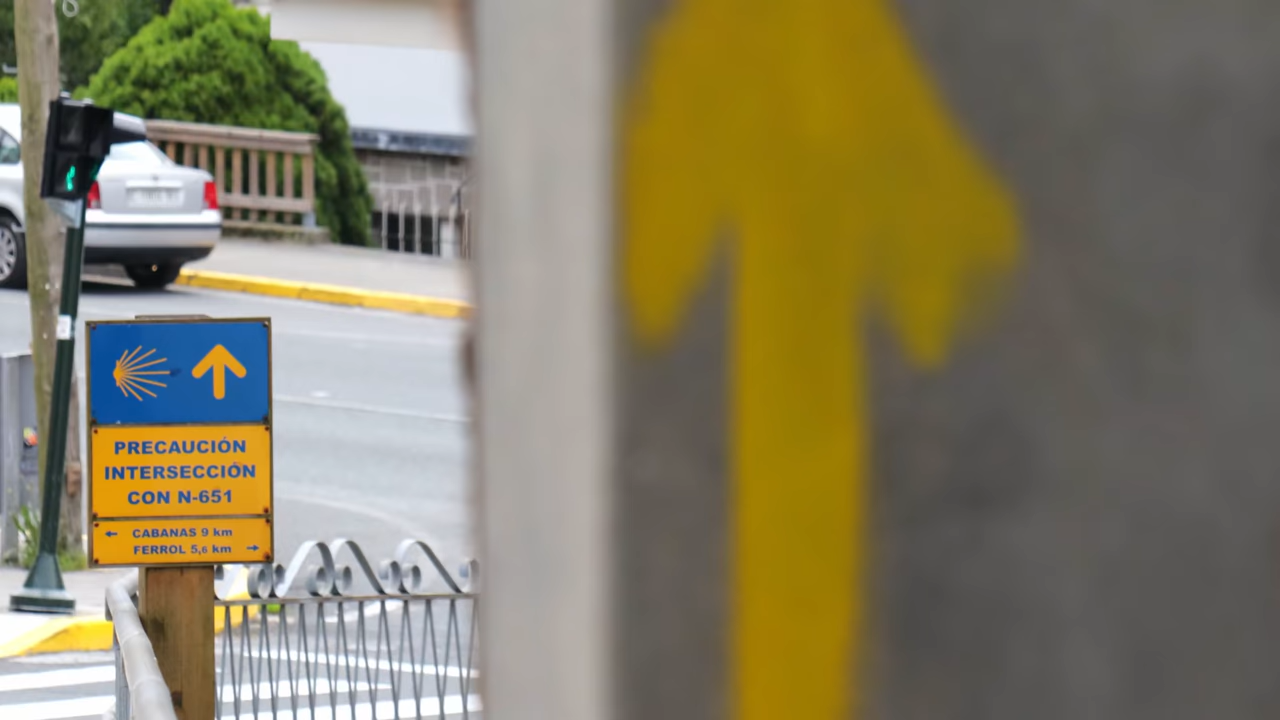 PRECAUCIÓN
INTERSECCIÓN
CON N-651
← CABANAS 9 km
FERROL 5,6 km →